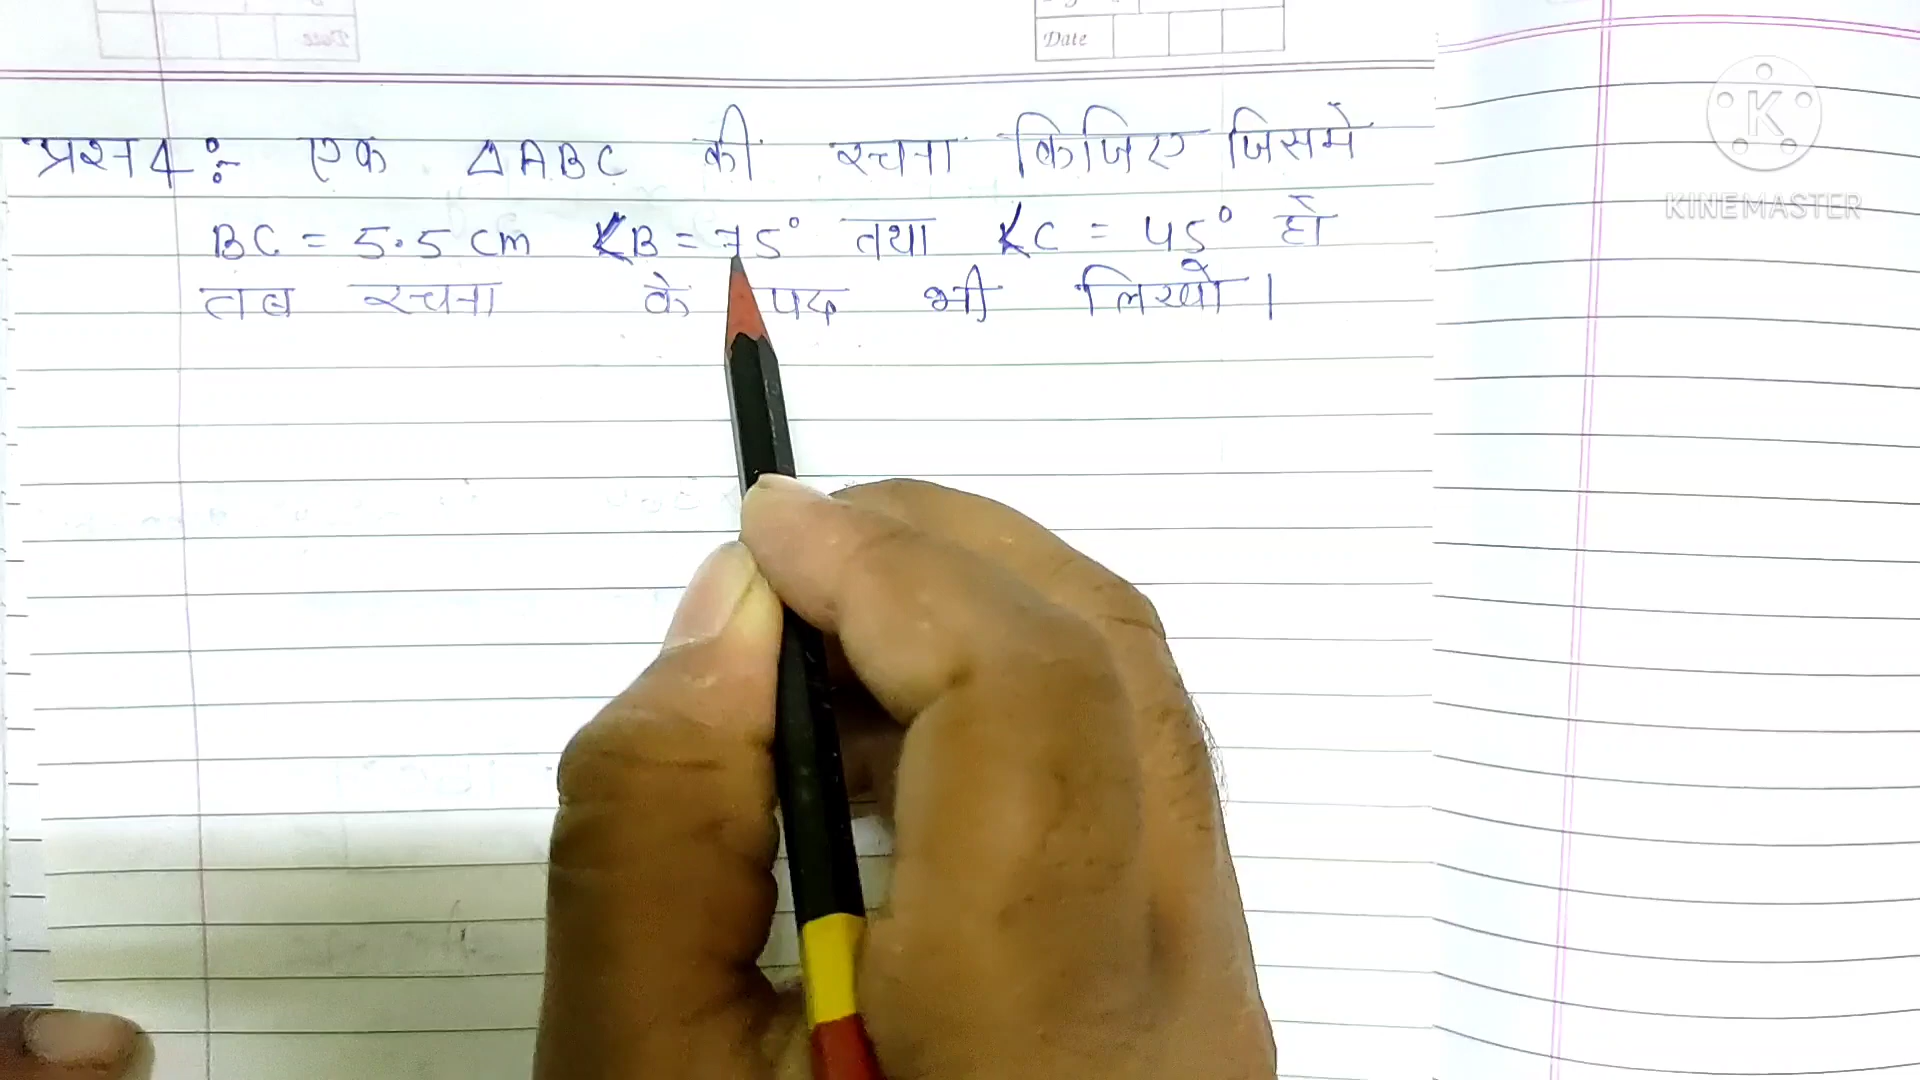 Date
प्रश्न 4 :- एक △ABC की रचना किजिए जिसमे
BC = 5.5 cm ∠B = 75° तथा ∠C = 45° हो
तब रचना के पद भी लिखो।
KINEMASTER